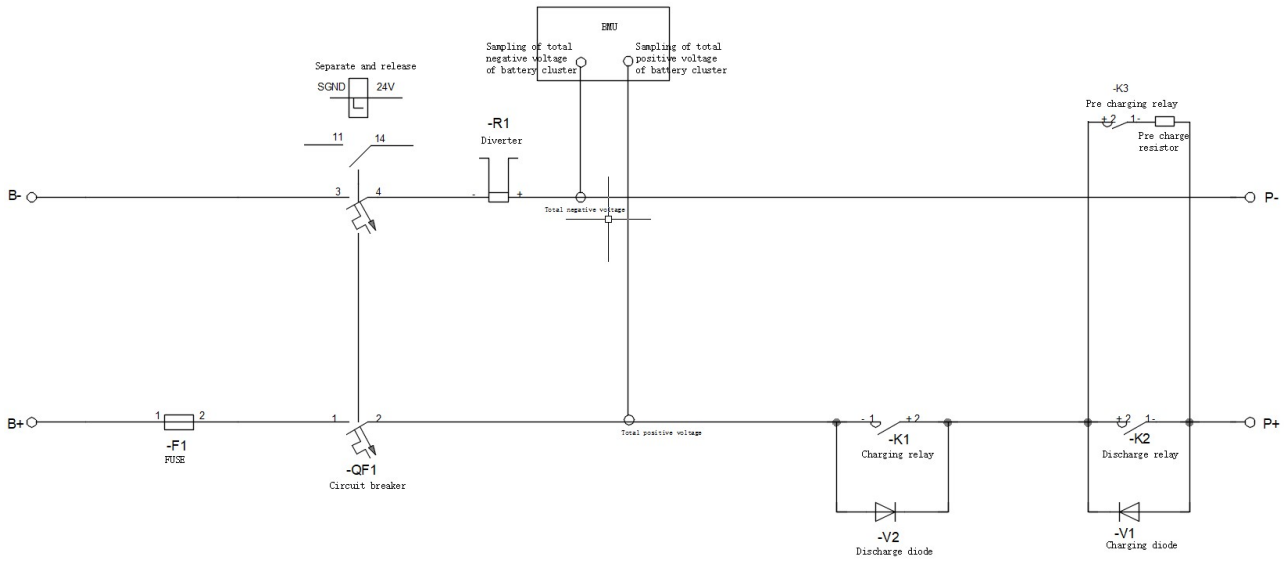 BMU
Sampling of total
negative voltage
of battery cluster
Sampling of total
positive voltage
of battery cluster
Separate and release
SGND
24V
11
14
-R1
Diverter
-K3
Pre charging relay
+ 2
1-
Pre charge
resistor
B-
3
4
-
+
Total negative voltage
P-
B+
1
2
-F1
FUSE
1
2
-QF1
Circuit breaker
Total positive voltage
- 1
+ 2
-K1
Charging relay
+ 2
1-
-K2
Discharge relay
P+
-V2
Discharge diode
-V1
Charging diode